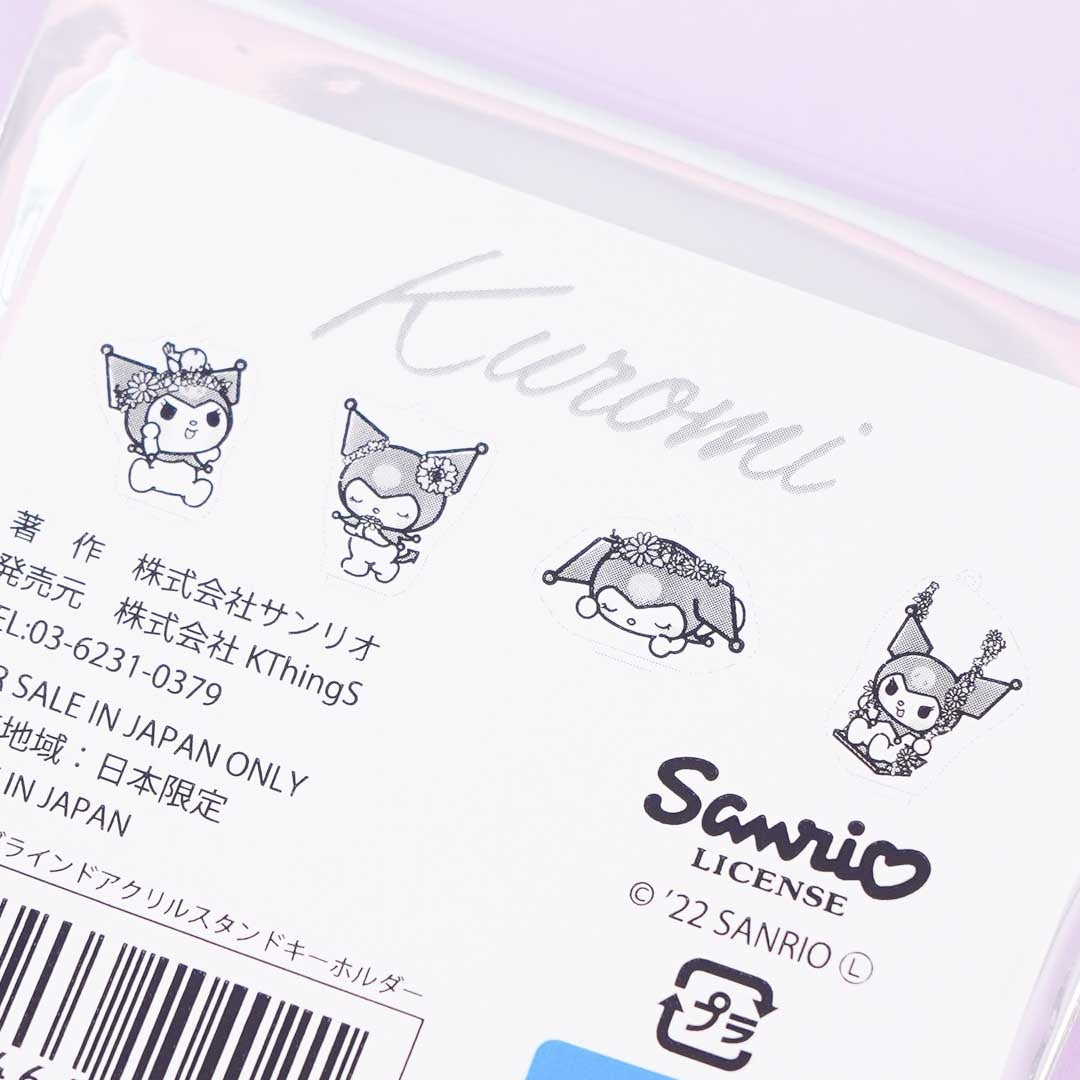 Kuromi
著 作 株式会社サンリオ
発売元 株式会社 KThingS
EL:03-6231-0379
SALE IN JAPAN ONLY
地域：日本限定
IN JAPAN
ラインドアクリルスタンドキーホルダー
Sanrio
LICENSE
© '22 SANRIO Ⓛ
プラ